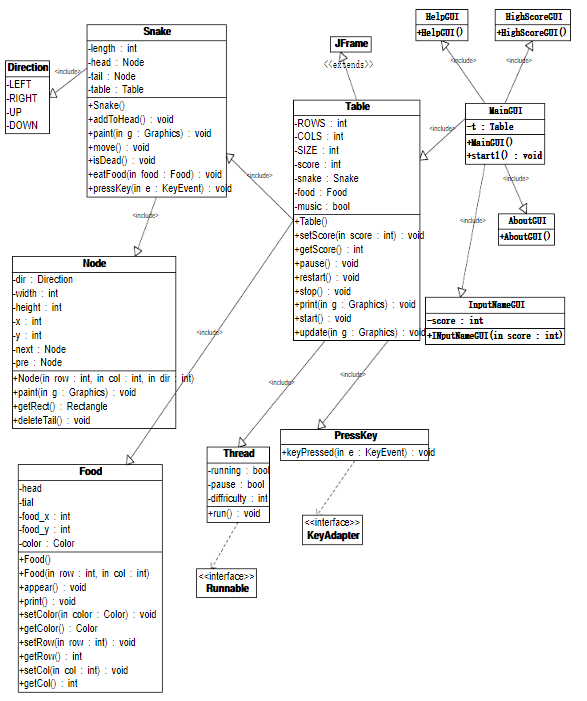 Snake
-length : int
-head : Node
-tail : Node
-table : Table
+Snake()
+addToHead() : void
+paint(in g : Graphics) : void
+move() : void
+isDead() : void
+eatFood(in food : Food) : void
+pressKey(in e : KeyEvent) : void
Direction
-LEFT
-RIGHT
-UP
-DOWN
<include>
JFrame
<<extends>>
HelpGUI
+HelpGUI()
HighScoreGUI
+HighScoreGUI()
<include>
<include>
Table
-ROWS : int
-COLS : int
-SIZE : int
-score : int
-snake : Snake
-food : Food
-music : bool
+Table()
+setScore(in score : int) : void
+getScore() : int
+pause() : void
+restart() : void
+stop() : void
+print(in g : Graphics) : void
+start() : void
+update(in g : Graphics) : void
<include>
MainGUI
-t : Table
+MainGUI()
+start1() : void
<include>
<include>
AboutGUI
+AboutGUI()
<include>
<include>
InputNameGUI
-score : int
+INputNameGUI(in score : int)
Node
-dir : Direction
-width : int
-height : int
-x : int
-y : int
-next : Node
-pre : Node
+Node(in row : int, in col : int, in dir : int)
+paint(in g : Graphics) : void
+getRect() : Rectangle
+deleteTail() : void
<include>
<include>
<include>
Thread
-running : bool
-pause : bool
-difficulty : int
+run() : void
PressKey
+keyPressed(in e : KeyEvent) : void
<<interface>>
KeyAdapter
<<interface>>
Runnable
Food
-head
-tial
-food_x : int
-food_y : int
-color : Color
+Food()
+Food(in row : int, in col : int)
+appear() : void
+print() : void
+setColor(in color : Color) : void
+getColor() : Color
+setRow(in row : int) : void
+getRow() : int
+setCol(in col : int) : void
+getCol() : int